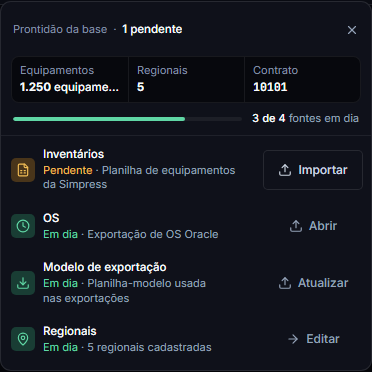 Prontidão da base · 1 pendente
Equipamentos Regionais Contrato
1.250 equipame... 5 10101
3 de 4 fontes em dia
Inventários
Pendente · Planilha de equipamentos
da Simpress
Importar
OS
Em dia · Exportação de OS Oracle
Abrir
Modelo de exportação
Em dia · Planilha-modelo usada
nas exportações
Atualizar
Regionais
Em dia · 5 regionais cadastradas
Editar